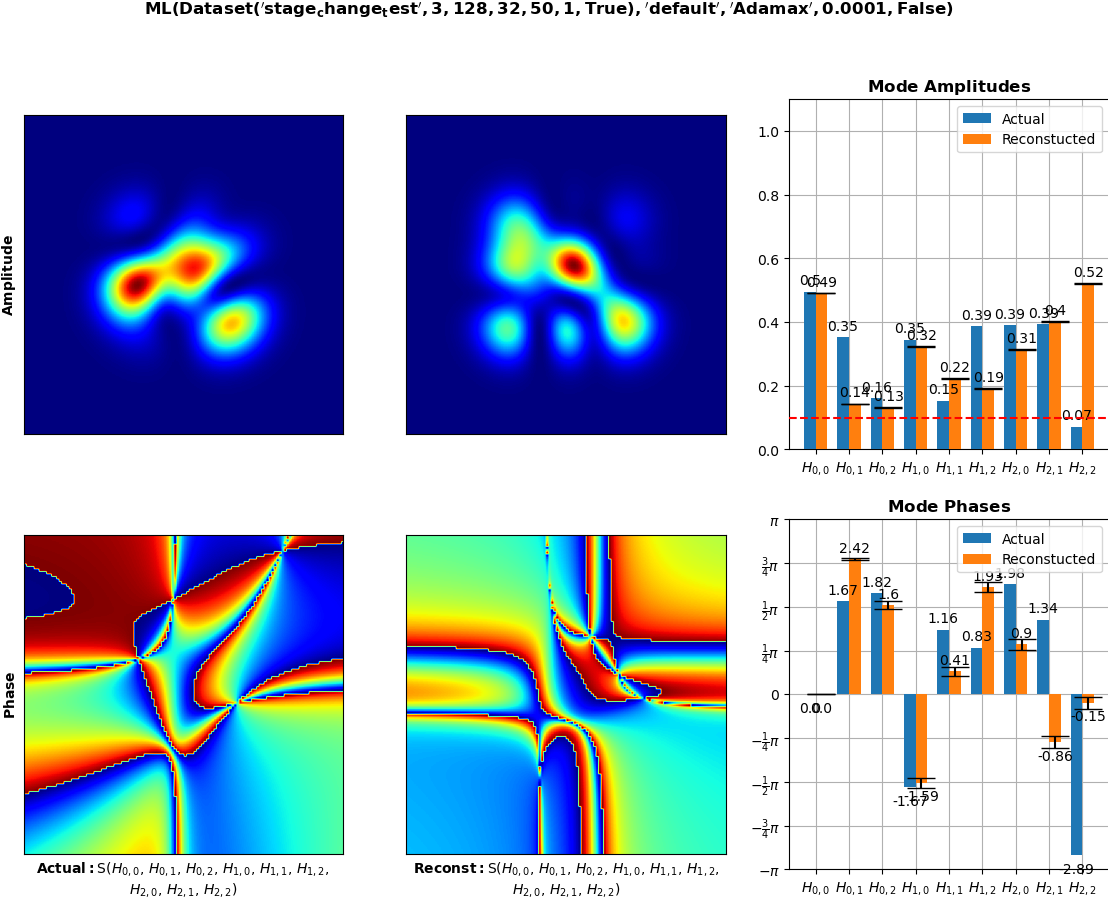 ML(Dataset('stage_change_test', 3, 128, 32, 50, 1, True), 'default', 'Adamax', 0.0001, False)
Mode Amplitudes
Actual
Reconstucted
1.0
0.8
0.6
0.4
0.2
0.0
0.5 0.49
0.35 0.14
0.16 0.13
0.35 0.32
0.15 0.22
0.39 0.19
0.39 0.31
0.39 0.4
0.07 0.52
H0,0 H0,1 H0,2 H1,0 H1,1 H1,2 H2,0 H2,1 H2,2
Amplitude
Mode Phases
Actual
Reconstucted
π
3/4π
1/2π
1/4π
0
−1/4π
−1/2π
−3/4π
−π
0.0 0.0
1.67 2.42
1.82 1.6
-1.67 -1.59
1.16 0.41
0.83 1.93
1.98 0.9
1.34 -0.86
-2.89 -0.15
H0,0 H0,1 H0,2 H1,0 H1,1 H1,2 H2,0 H2,1 H2,2
Phase
Actual: S(H0,0, H0,1, H0,2, H1,0, H1,1, H1,2,
H2,0, H2,1, H2,2)
Reconst: S(H0,0, H0,1, H0,2, H1,0, H1,1, H1,2,
H2,0, H2,1, H2,2)